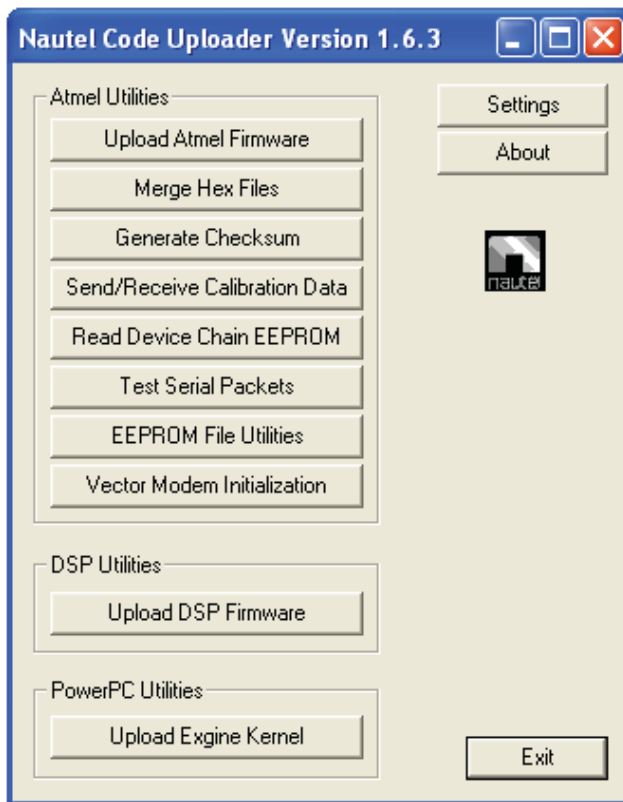 Nautel Code Uploader Version 1.6.3
Atmel Utilities
Upload Atmel Firmware
Merge Hex Files
Generate Checksum
Send/Receive Calibration Data
Read Device Chain EEPROM
Test Serial Packets
EEPROM File Utilities
Vector Modem Initialization
DSP Utilities
Upload DSP Firmware
PowerPC Utilities
Upload Exgine Kernel
Settings
About
nautel
Exit